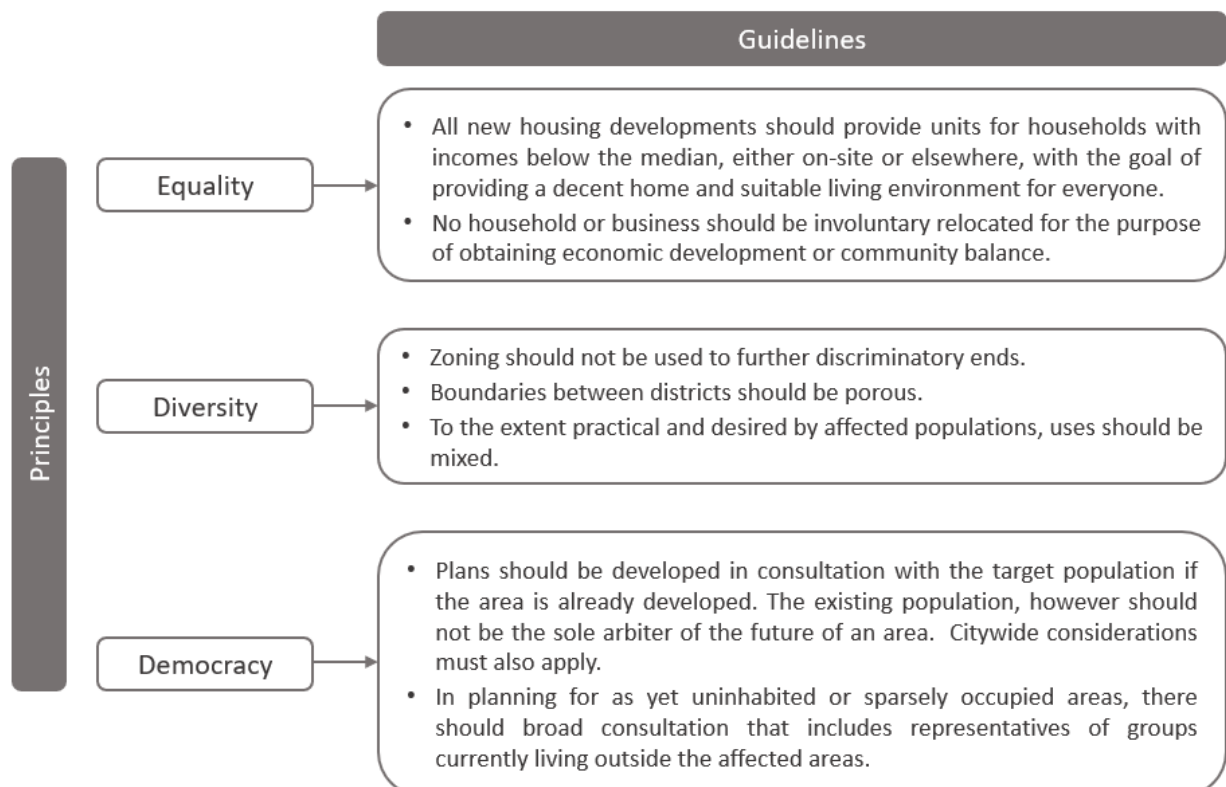 Guidelines
Principles
Equality
• All new housing developments should provide units for households with
incomes below the median, either on-site or elsewhere, with the goal of
providing a decent home and suitable living environment for everyone.
• No household or business should be involuntary relocated for the purpose
of obtaining economic development or community balance.
Diversity
• Zoning should not be used to further discriminatory ends.
• Boundaries between districts should be porous.
• To the extent practical and desired by affected populations, uses should be
mixed.
Democracy
• Plans should be developed in consultation with the target population if
the area is already developed. The existing population, however should
not be the sole arbiter of the future of an area. Citywide considerations
must also apply.
• In planning for as yet uninhabited or sparsely occupied areas, there
should broad consultation that includes representatives of groups
currently living outside the affected areas.